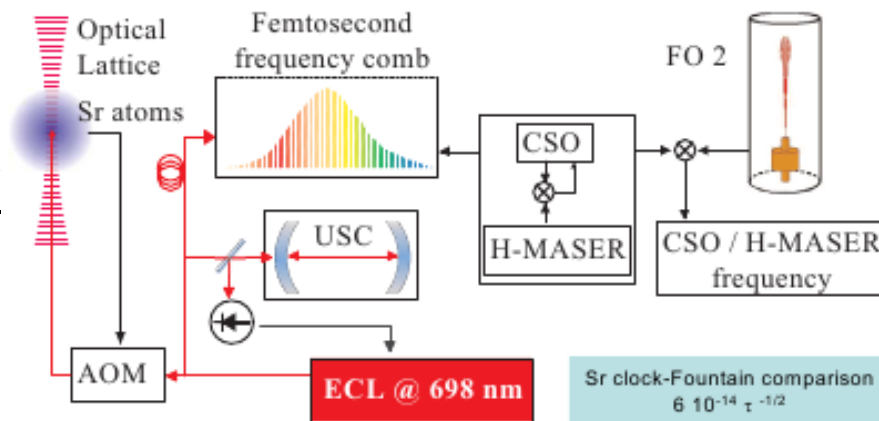 Optical
Lattice
Sr atoms
Femtosecond
frequency comb
FO 2
CSO
H-MASER
USC
CSO / H-MASER
frequency
AOM
ECL @ 698 nm
Sr clock-Fountain comparison
6 10⁻¹⁴ τ ⁻¹/²